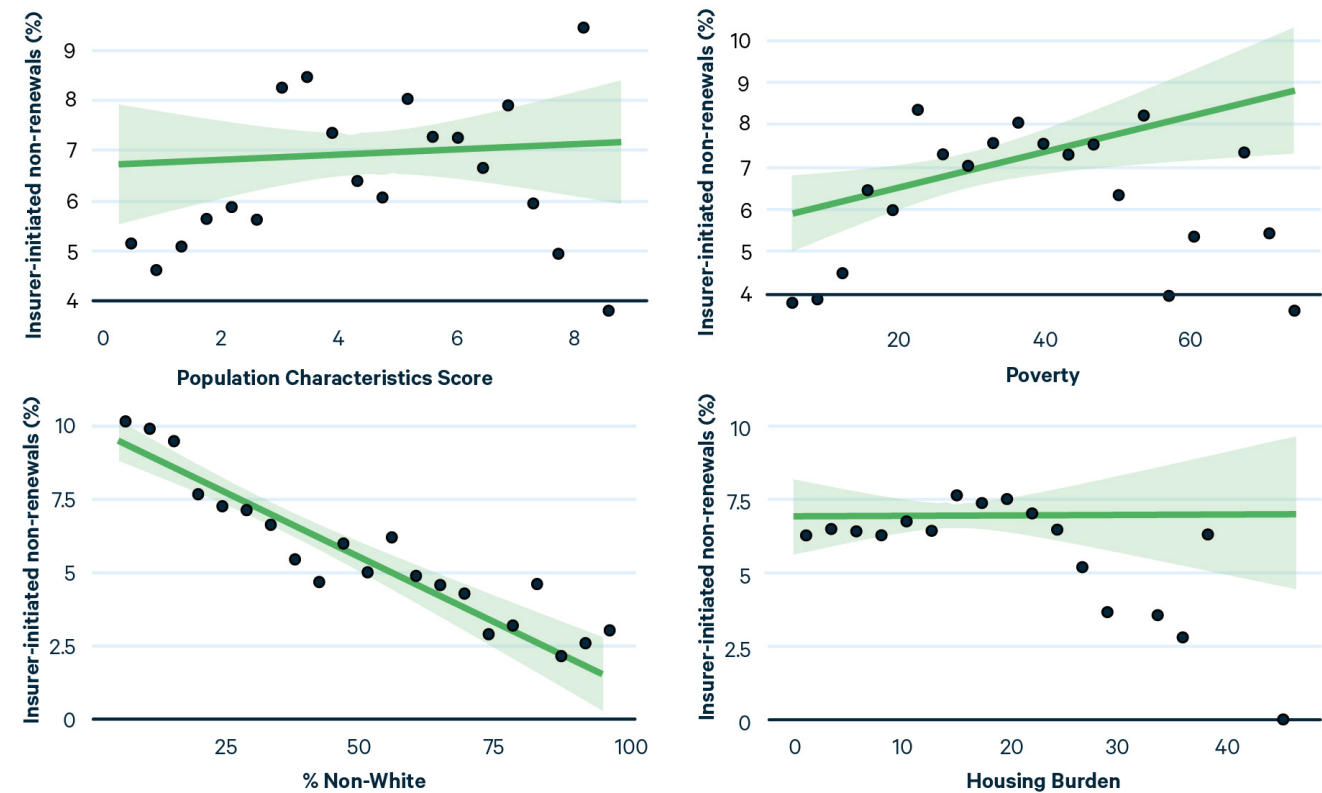 Insurer-initiated non-renewals (%)
9
8
7
6
5
4
0 2 4 6 8
Population Characteristics Score
Insurer-initiated non-renewals (%)
10
9
8
7
6
5
4
20 40 60
Poverty
Insurer-initiated non-renewals (%)
10
7.5
5
2.5
0
25 50 75 100
% Non-White
Insurer-initiated non-renewals (%)
10
7.5
5
2.5
0
0 10 20 30 40
Housing Burden